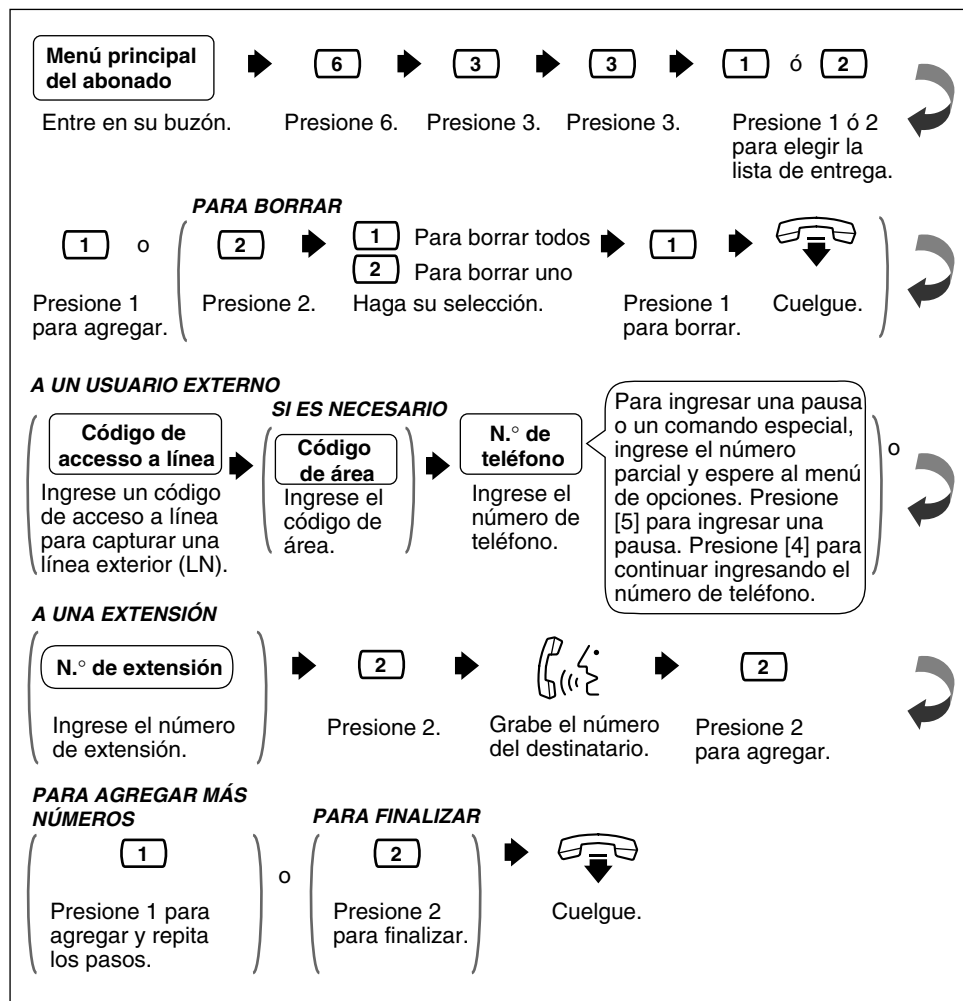 Menú principal
del abonado
6
3
3
1 ó 2
Entre en su buzón.
Presione 6.
Presione 3.
Presione 3.
Presione 1 ó 2
para elegir la
lista de entrega.
PARA BORRAR
1 o
2
1 Para borrar todos
2 Para borrar uno
1
Presione 1
para agregar.
Presione 2.
Haga su selección.
Presione 1
para borrar.
Cuelgue.
A UN USUARIO EXTERNO
Código de
accesso a línea
Ingrese un código
de acceso a línea
para capturar una
línea exterior (LN).
SI ES NECESARIO
Código
de área
Ingrese el
código de
área.
N.° de
teléfono
Ingrese el
número de
teléfono.
Para ingresar una pausa
o un comando especial,
ingrese el número
parcial y espere al menú
de opciones. Presione
[5] para ingresar una
pausa. Presione [4] para
continuar ingresando el
número de teléfono.
o
A UNA EXTENSIÓN
N.° de extensión
2
2
Ingrese el número
de extensión.
Presione 2.
Grabe el número
del destinatario.
Presione 2
para agregar.
PARA AGREGAR MÁS
NÚMEROS
1
Presione 1 para
agregar y repita
los pasos.
o
PARA FINALIZAR
2
Presione 2
para finalizar.
Cuelgue.